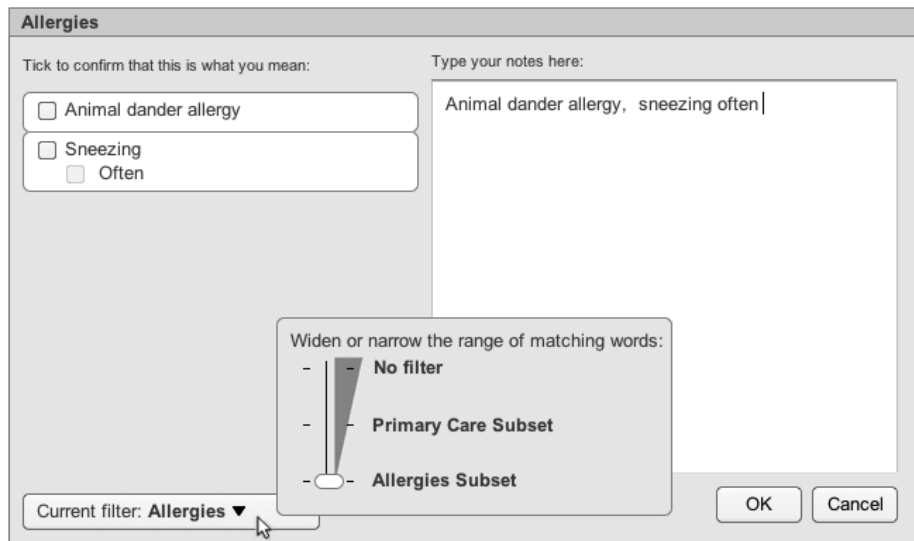 Allergies
Tick to confirm that this is what you mean:
Animal dander allergy
Sneezing
Often
Type your notes here:
Animal dander allergy,  sneezing often
Widen or narrow the range of matching words:
No filter
Primary Care Subset
Allergies Subset
Current filter: Allergies ▼
OK
Cancel